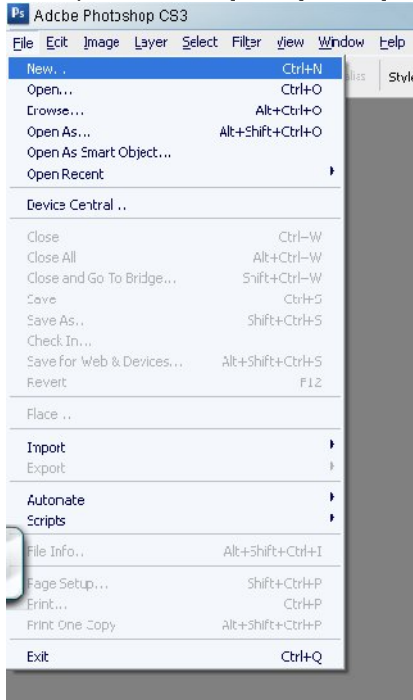 Ps Adobe Photoshop CS3
File Edit Image Layer Select Filter View Window Help
New... Ctrl+N
Style
Open... Ctrl+O
Browse... Alt+Ctrl+O
Open As... Alt+Shift+Ctrl+O
Open As Smart Object...
Open Recent
Device Central ..
Close Ctrl+W
Close All Alt+Ctrl+W
Close and Go To Bridge... Shift+Ctrl+W
Save Ctrl+S
Save As.. Shift+Ctrl+S
Check In...
Save for Web & Devices... Alt+Shift+Ctrl+S
Revert F12
Place ..
Import
Export
Automate
Scripts
File Info.. Alt+Shift+Ctrl+I
Page Setup... Shift+Ctrl+P
Print... Ctrl+P
Print One Copy Alt+Shift+Ctrl+P
Exit Ctrl+Q